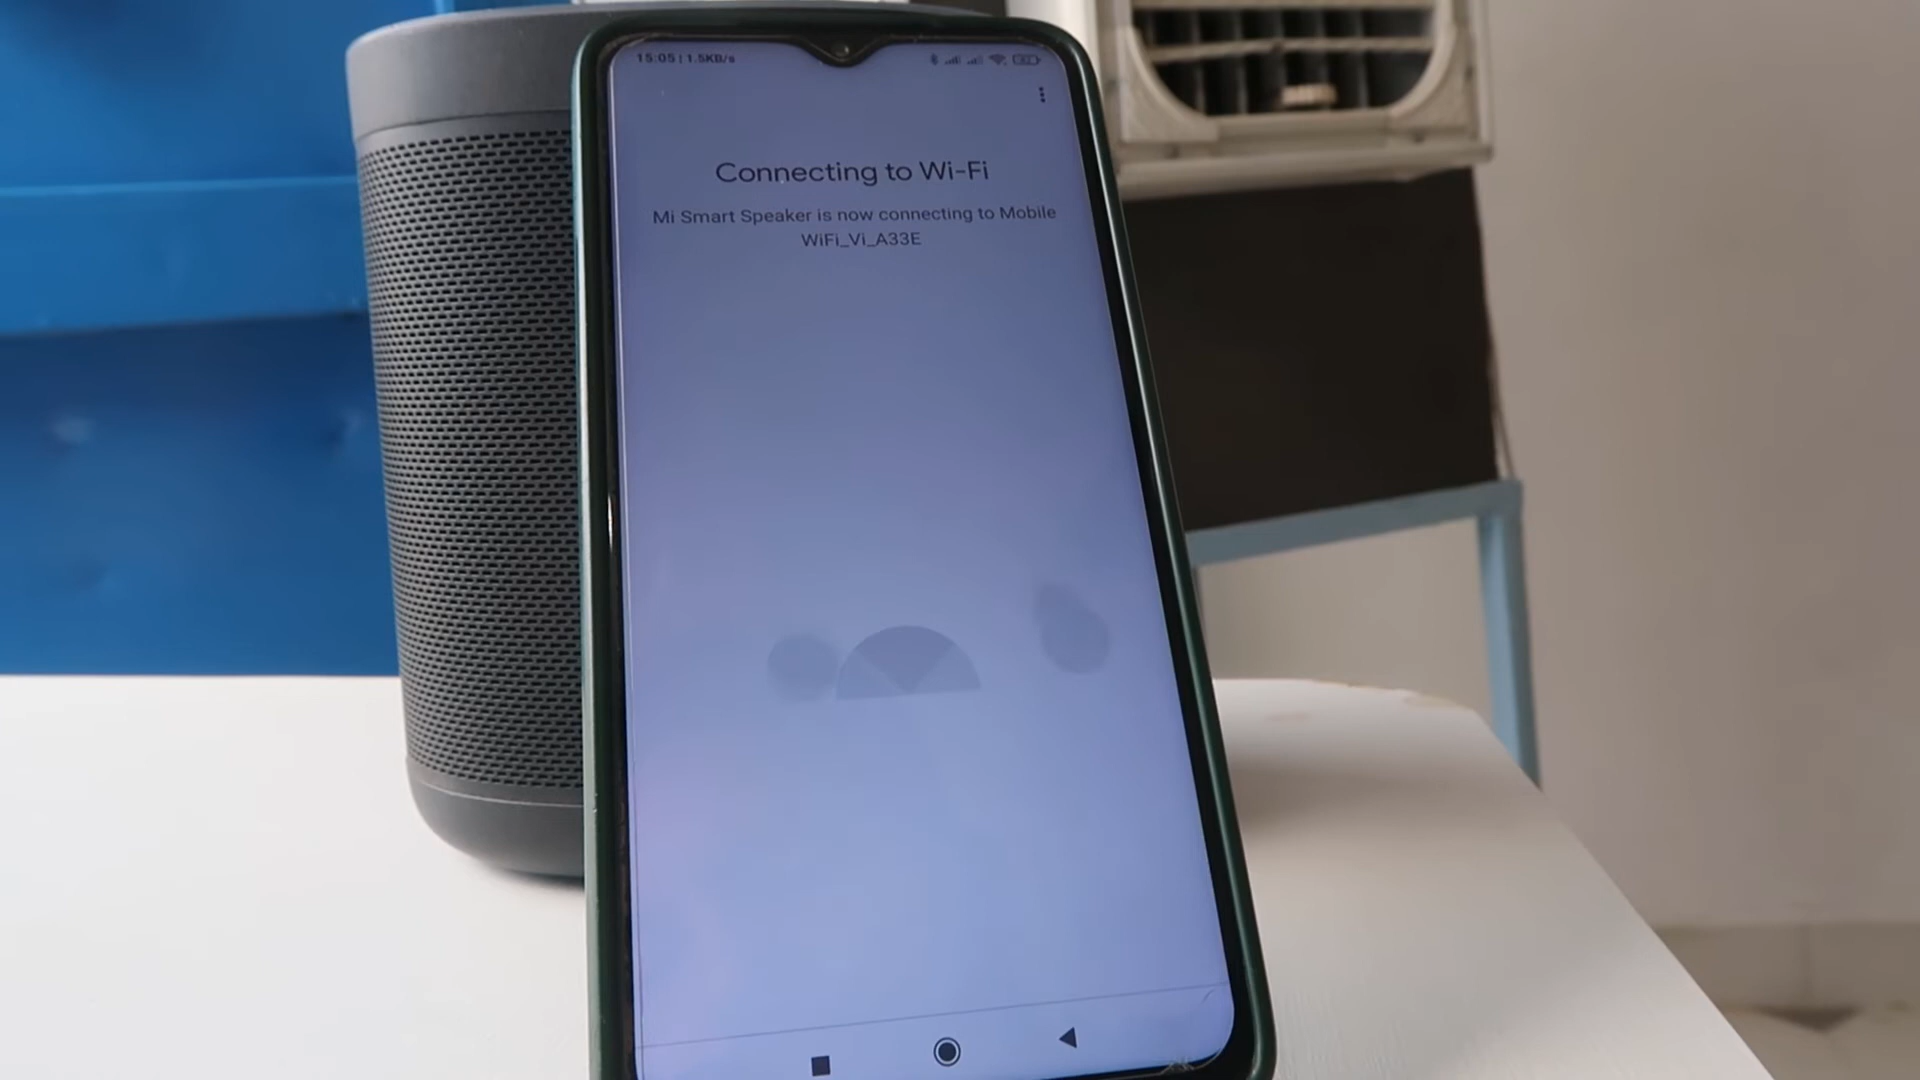 15:05 | 1.5KB/s
Connecting to Wi-Fi
Mi Smart Speaker is now connecting to Mobile
WiFi_Vi_A33E